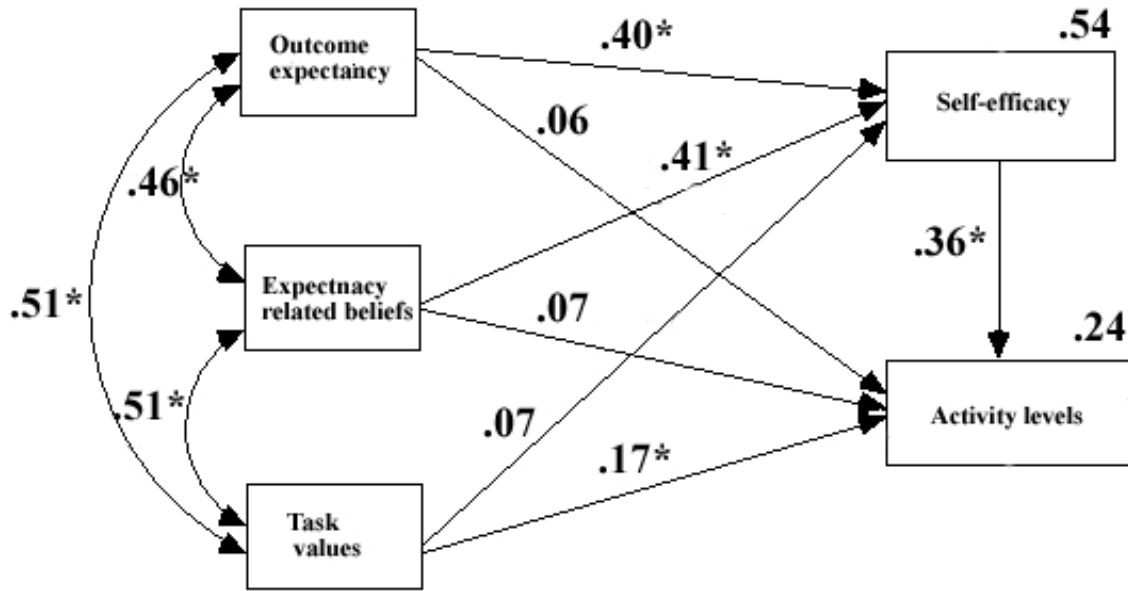 .54
.40*
Outcome
expectancy
Self-efficacy
.06
.41*
.46*
.36*
Expectnacy
related beliefs
.51*
.07
.24
.51*
.07
Activity levels
.17*
Task
values